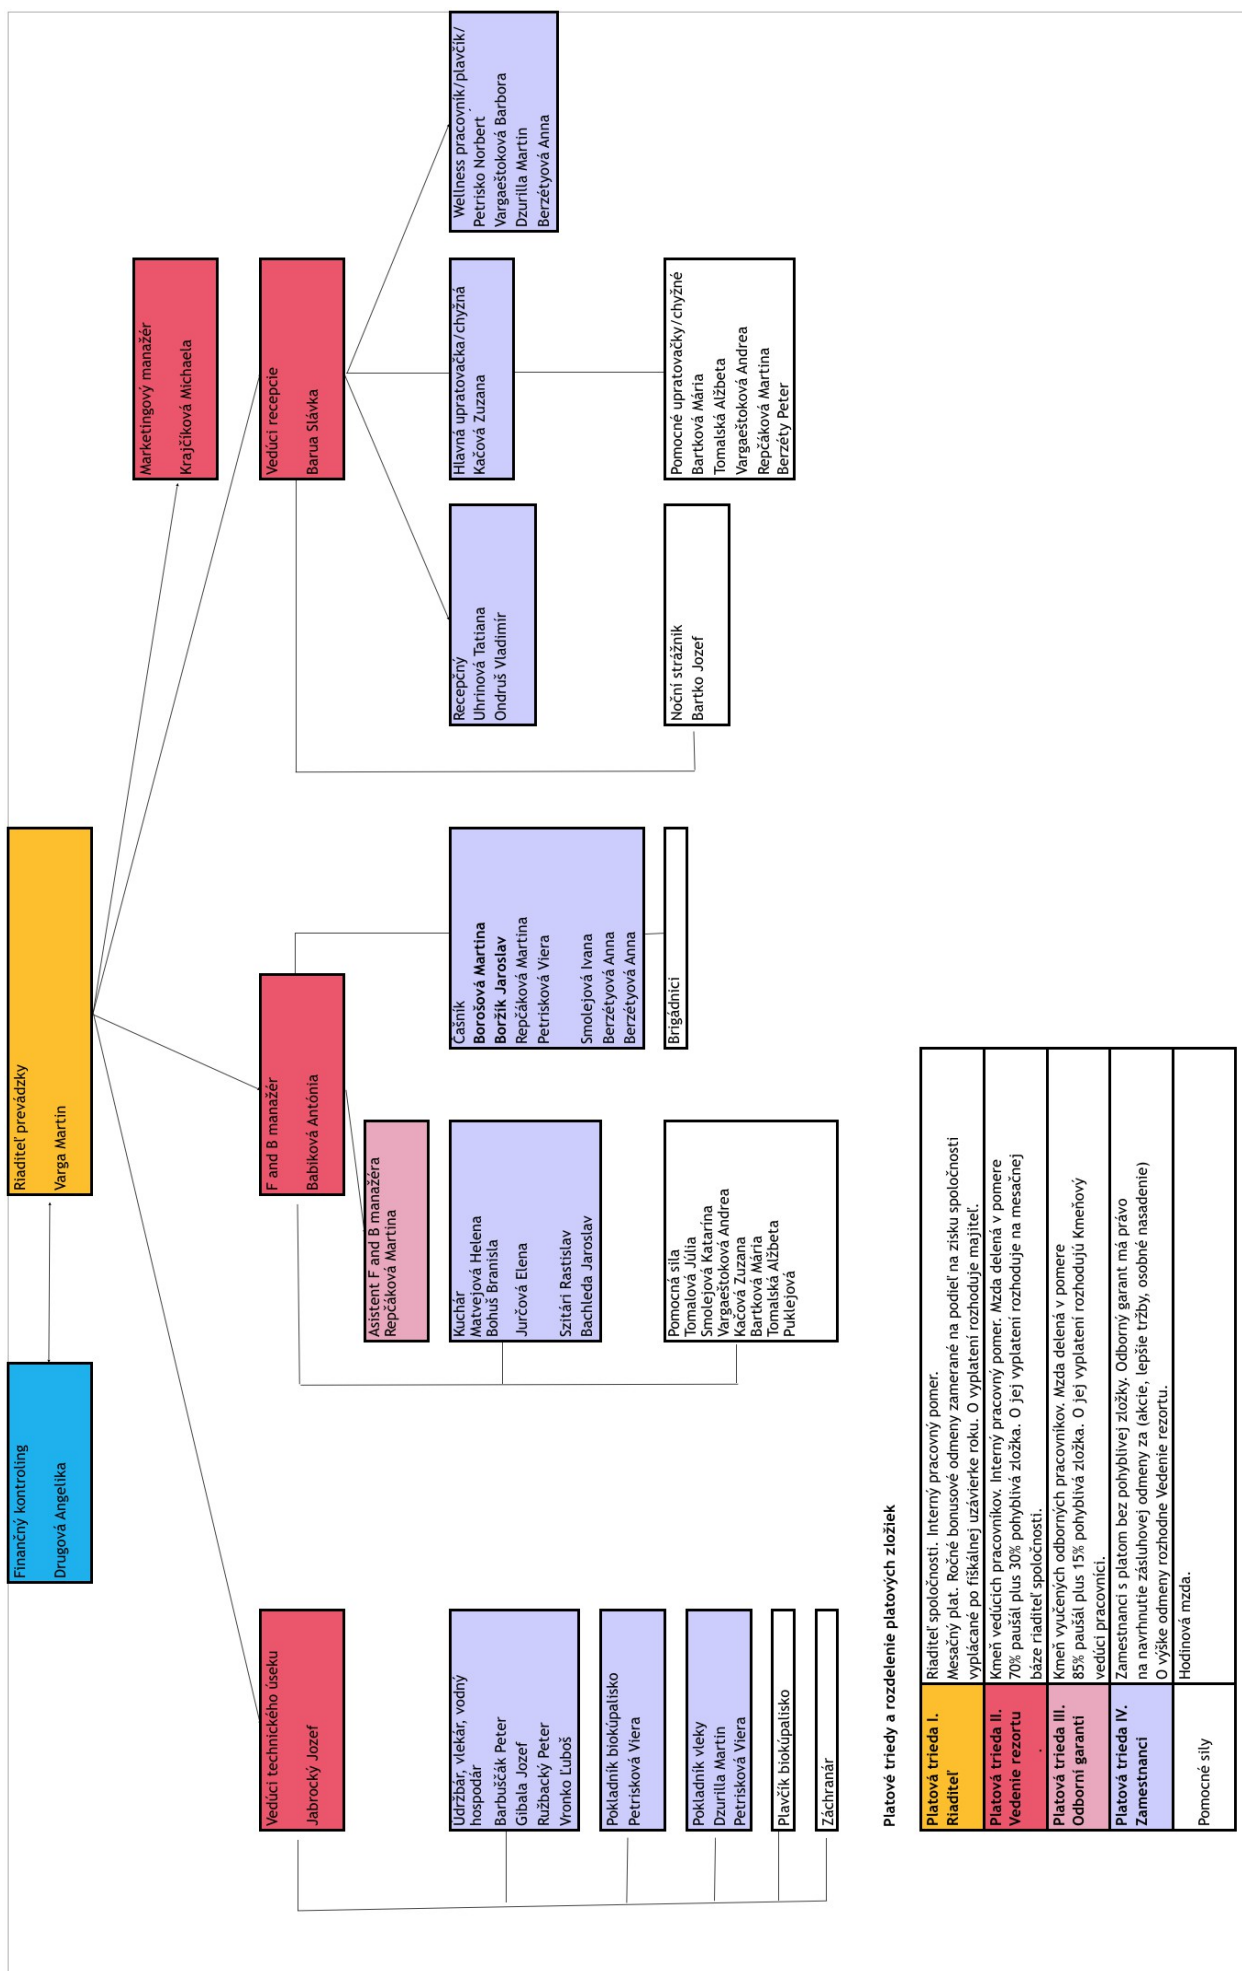 Finančný kontroling
Drugová Angelika
Riaditeľ prevádzky
Varga Martin
Marketingový manažér
Krajčiková Michaela
Vedúci technického úseku
Jabrocký Jozef
F and B manažér
Babiková Antónia
Vedúci recepcie
Barua Slávka
Asistent F and B manažéra
Repčáková Martina
Údržbár, vlekár, vodný
hospodár
Barbuščák Peter
Gibala Jozef
Ružbacký Peter
Vronko Ľuboš
Kuchár
Matvejová Helena
Bohuš Branisla
Jurčová Elena
Szitári Rastislav
Bachleda Jaroslav
Čašník
Borošová Martina
Boržík Jaroslav
Repčáková Martina
Petrisková Viera
Smolejová Ivana
Berzétyová Anna
Berzétyová Anna
Recepčný
Uhrinová Tatiana
Ondruš Vladimír
Hlavná upratovačka/chyžná
Kačová Zuzana
Wellness pracovník/plavčík/
Petrisko Norbert
Vargaeštoková Barbora
Dzurilla Martin
Berzétyová Anna
Pokladník biokúpalisko
Petrisková Viera
Pokladník vleky
Dzurilla Martin
Petrisková Viera
Plavčík biokúpalisko
Záchranár
Pomocná sila
Tomalová Júlia
Smolejová Katarína
Vargaeštoková Andrea
Kačová Zuzana
Bartková Mária
Tomalská Alžbeta
Puklejová
Brigádnici
Noční strážnik
Bartko Jozef
Pomocné upratovačky/chyžné
Bartková Mária
Tomalská Alžbeta
Vargaeštoková Andrea
Repčáková Martina
Berzéty Peter
Platové triedy a rozdelenie platových zložiek
Platová trieda I.
Riaditeľ
Riaditeľ spoločnosti. Interný pracovný pomer.
Mesačný plat. Ročné bonusové odmeny zamerané na podieľ na zisku spoločnosti
vyplácané po fiškálnej uzávierke roku. O vyplatení rozhoduje majiteľ.
Platová trieda II.
Vedenie rezortu
.
Kmeň vedúcich pracovníkov. Interný pracovný pomer. Mzda delená v pomere
70% paušál plus 30% pohyblivá zložka. O jej vyplatení rozhoduje na mesačnej
báze riaditeľ spoločnosti.
Platová trieda III.
Odborní garanti
Kmeň vyučených odborných pracovníkov. Mzda delená v pomere
85% paušál plus 15% pohyblivá zložka. O jej vyplatení rozhodujú Kmeňový
vedúci pracovníci.
Platová trieda IV.
Zamestnanci
Zamestnanci s platom bez pohyblivej zložky. Odborný garant má právo
na navrhnutie zásluhovej odmeny za (akcie, lepšie tržby, osobné nasadenie)
O výške odmeny rozhodne Vedenie rezortu.
Pomocné sily
Hodinová mzda.